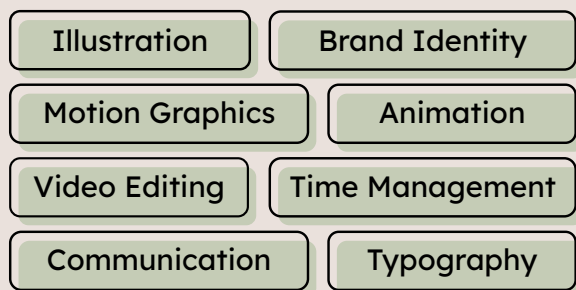 Illustration
Brand Identity
Motion Graphics
Animation
Video Editing
Time Management
Communication
Typography